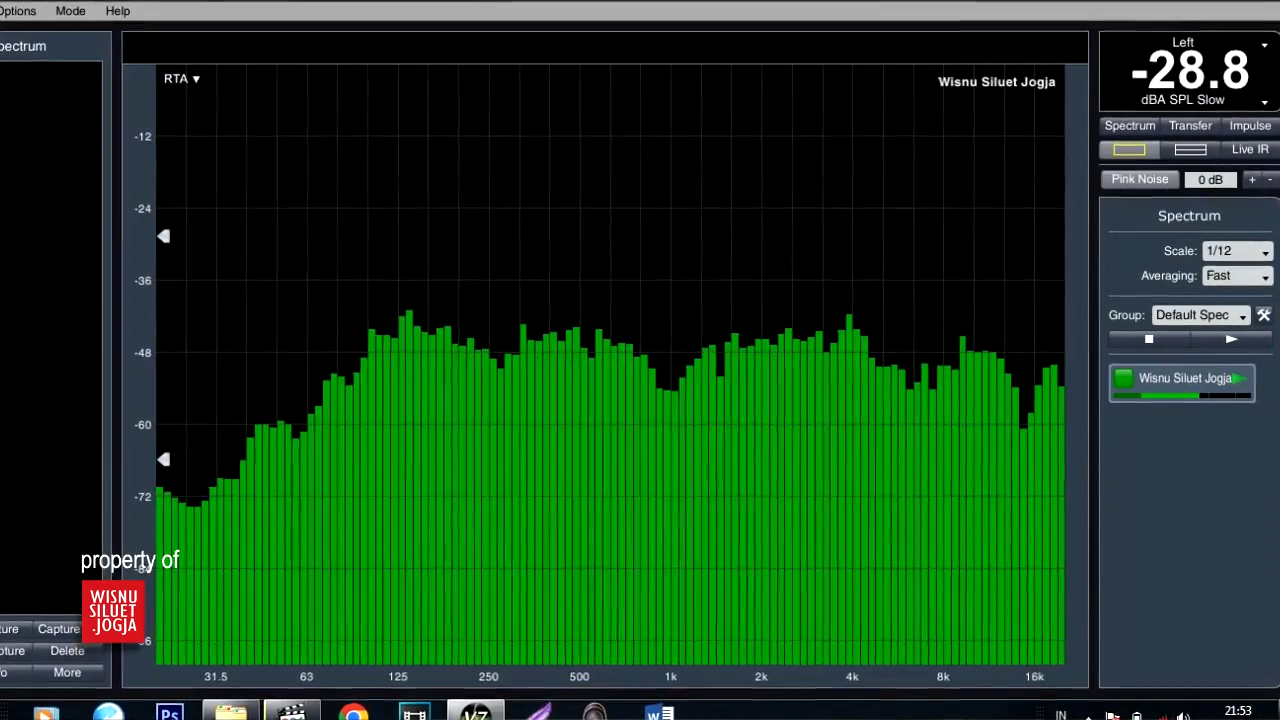 Options Mode Help
pectrum
RTA
Wisnu Siluet Jogja
-12
-24
-36
-48
-60
-72
31.5 63 125 250 500 1k 2k 4k 8k 16k
property of
WISNU
SILUET
.JOGJA
ture Capture
pture Delete
fo More
Left
-28.8
dBA SPL Slow
Spectrum Transfer Impulse
Live IR
Pink Noise 0 dB + -
Spectrum
Scale: 1/12
Averaging: Fast
Group: Default Spec
Wisnu Siluet Jogja
Ps
W
IN
21:53